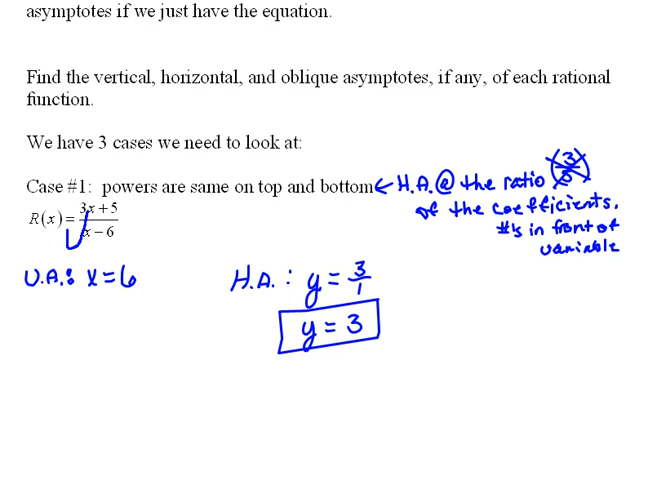 asymptotes if we just have the equation.
Find the vertical, horizontal, and oblique asymptotes, if any, of each rational
function.
We have 3 cases we need to look at:
Case #1: powers are same on top and bottom ← H.A. @ the ratio 3/5
of the coefficients.
#'s in front of
variable
R(x) = (3x + 5)/(x − 6)
V.A.: x = 6
H.A.: y = 3/1
y = 3